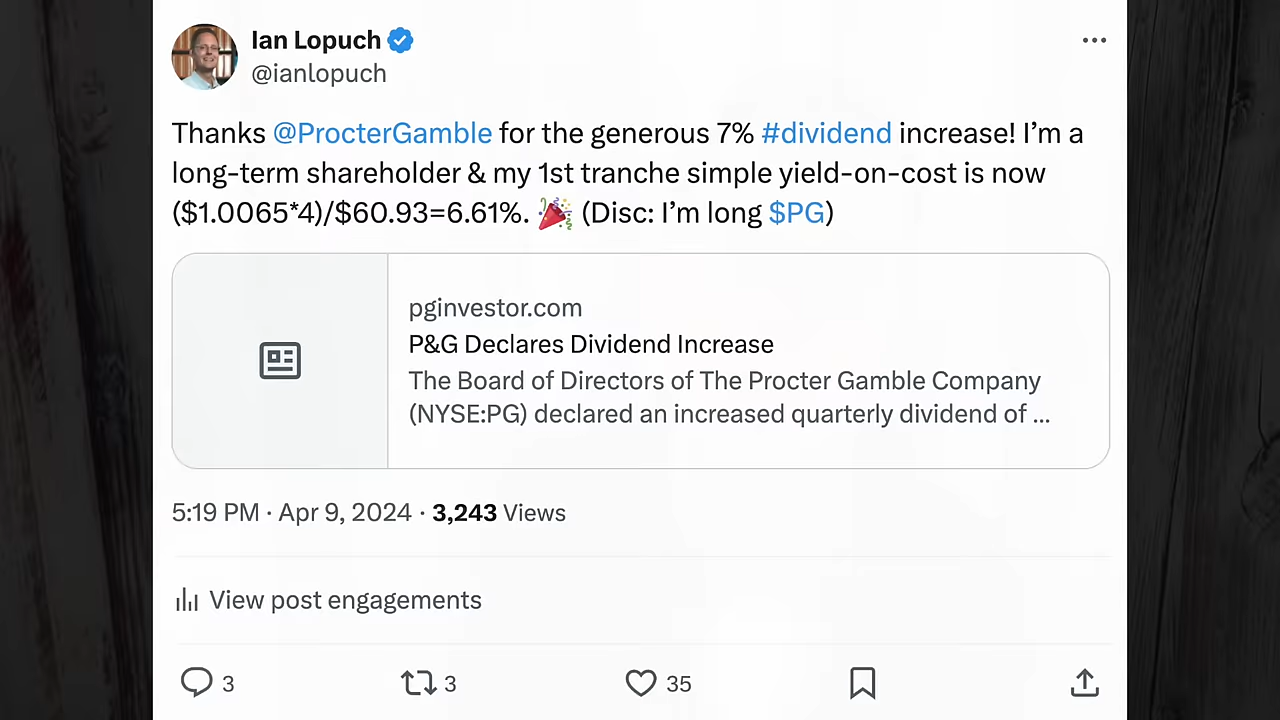 Ian Lopuch
@ianlopuch
Thanks @ProcterGamble for the generous 7% #dividend increase! I’m a
long-term shareholder & my 1st tranche simple yield-on-cost is now
($1.0065*4)/$60.93=6.61%. 🎉 (Disc: I’m long $PG)
pginvestor.com
P&G Declares Dividend Increase
The Board of Directors of The Procter Gamble Company
(NYSE:PG) declared an increased quarterly dividend of ...
5:19 PM · Apr 9, 2024 · 3,243 Views
View post engagements
3 3 35